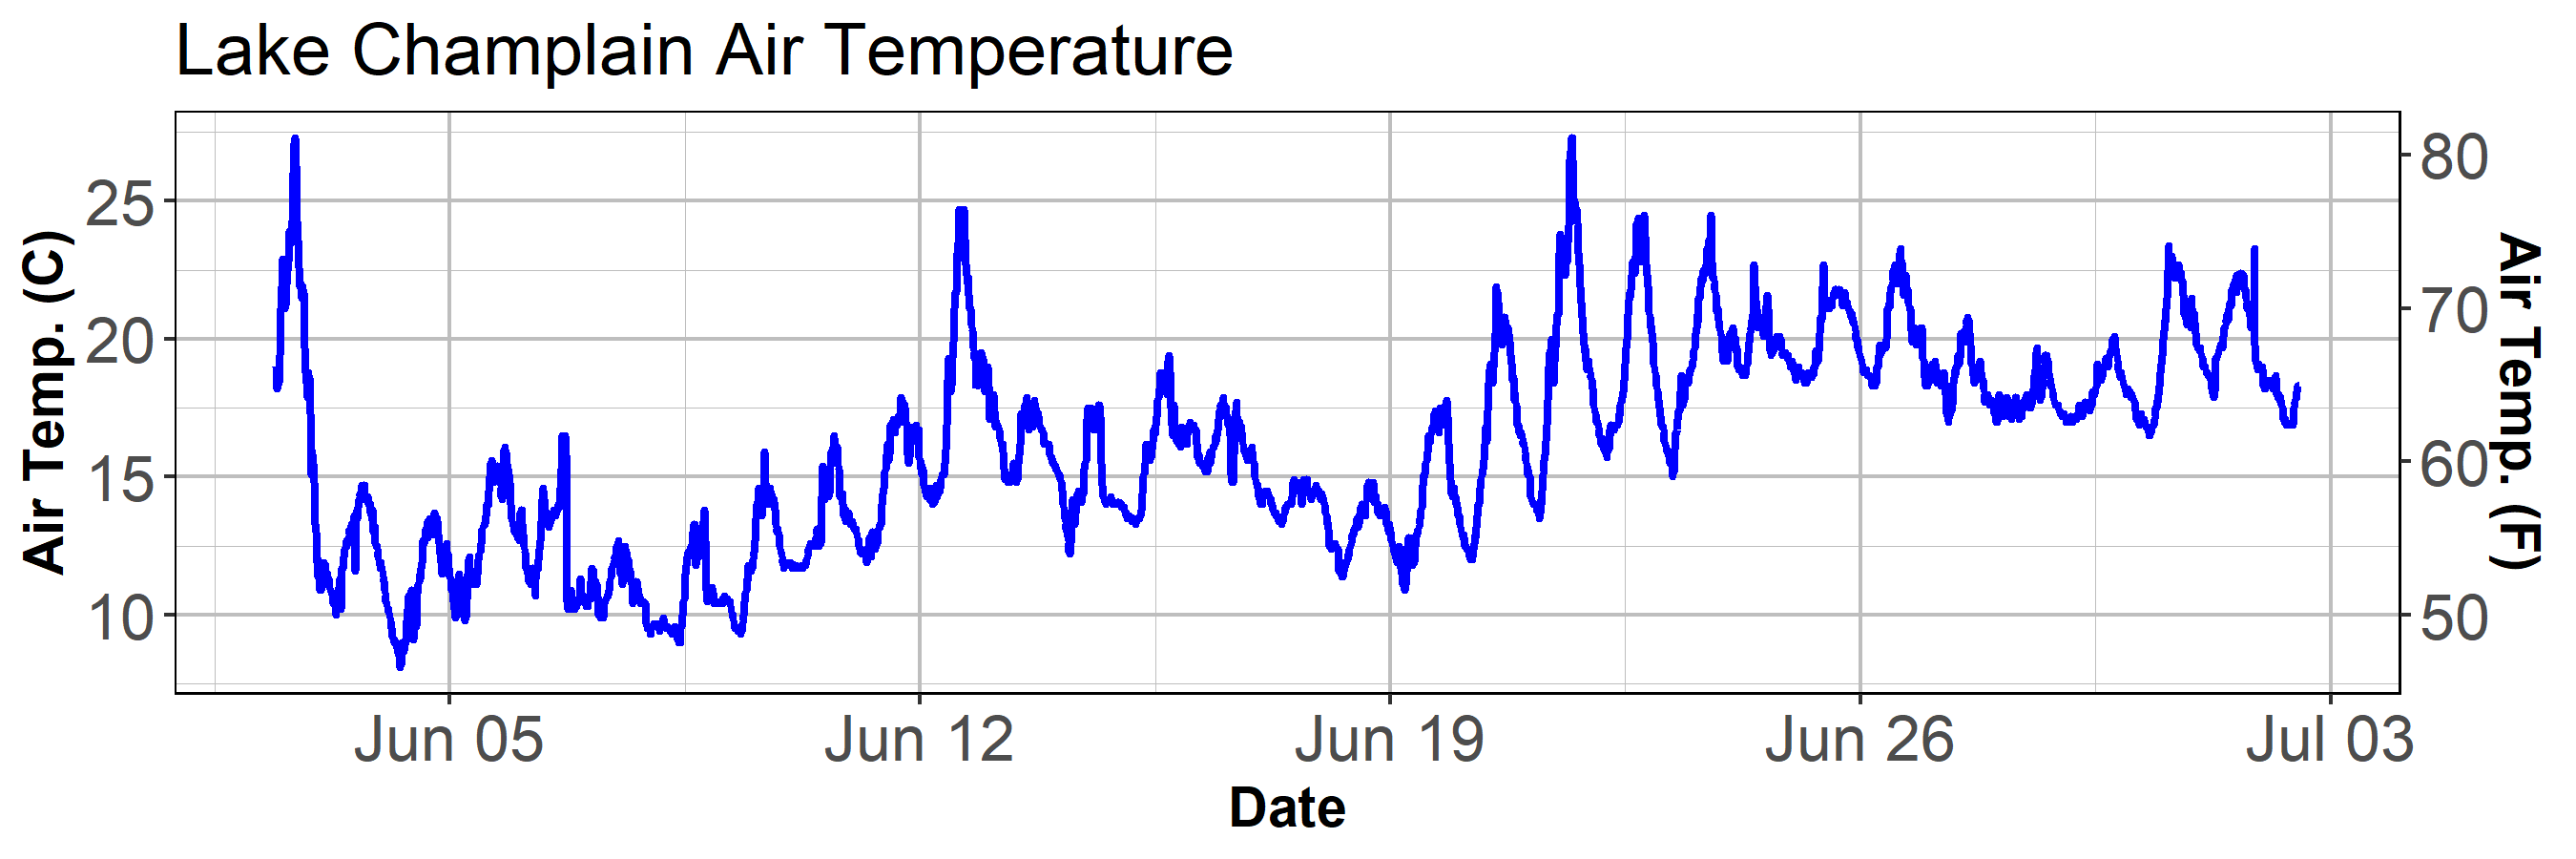 Lake Champlain Air Temperature
Air Temp. (C)
25
20
15
10
80
70
60
50
Air Temp. (F)
Jun 05
Jun 12
Jun 19
Jun 26
Jul 03
Date